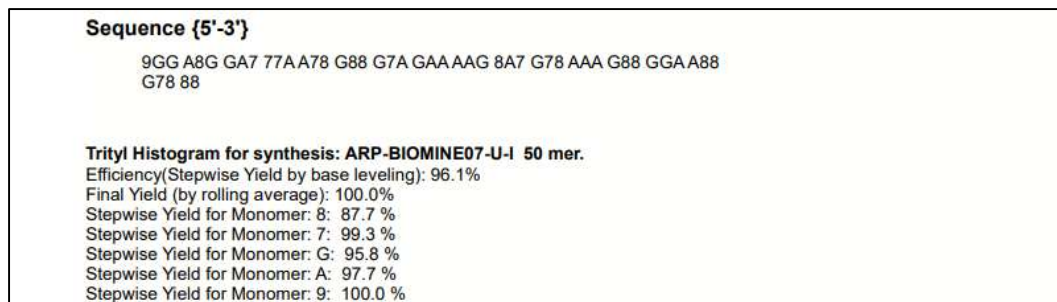 Sequence {5'-3'}
9GG A8G GA7 77A A78 G88 G7A GAA AAG 8A7 G78 AAA G88 GGA A88
G78 88
Trityl Histogram for synthesis: ARP-BIOMINE07-U-I 50 mer.
Efficiency(Stepwise Yield by base leveling): 96.1%
Final Yield (by rolling average): 100.0%
Stepwise Yield for Monomer: 8: 87.7 %
Stepwise Yield for Monomer: 7: 99.3 %
Stepwise Yield for Monomer: G: 95.8 %
Stepwise Yield for Monomer: A: 97.7 %
Stepwise Yield for Monomer: 9: 100.0 %